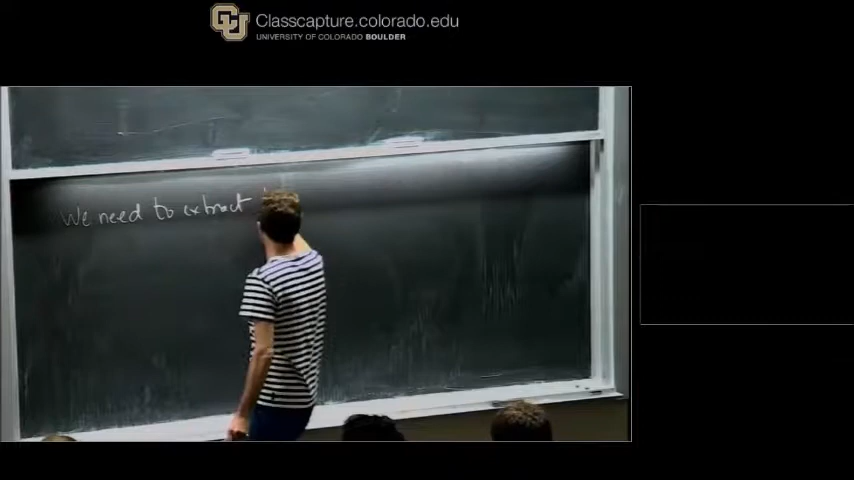 Classcapture.colorado.edu
UNIVERSITY OF COLORADO BOULDER
We need to extract